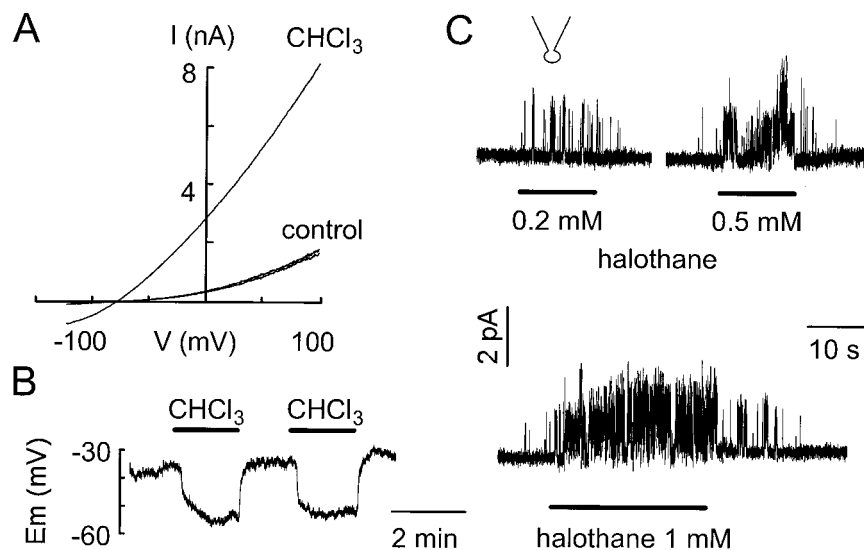 A
I (nA)
CHCl3
8
4
control
-100
V (mV)
100
B
CHCl3
CHCl3
-30
Em (mV)
-60
2 min
C
0.2 mM
0.5 mM
halothane
2 pA
10 s
halothane 1 mM